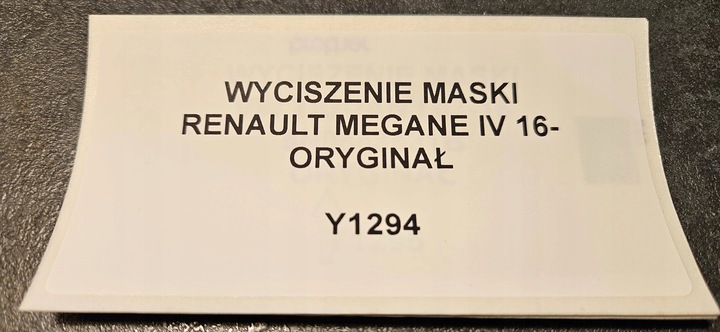 WYCISZENIE MASKI
RENAULT MEGANE IV 16-
ORYGINAŁ
Y1294